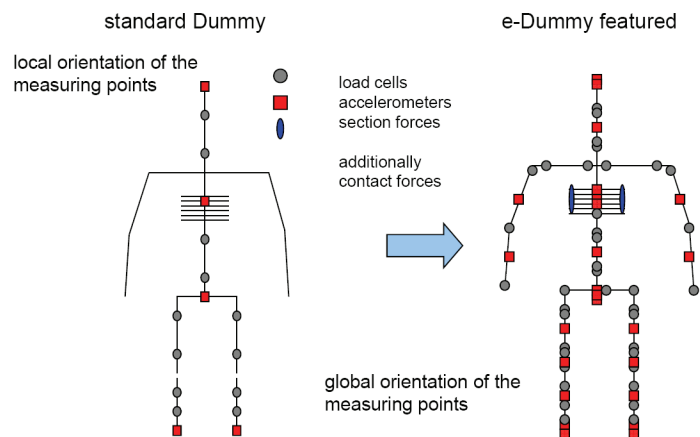 standard Dummy
e-Dummy featured
local orientation of the
measuring points
load cells
accelerometers
section forces
additionally
contact forces
global orientation of the
measuring points